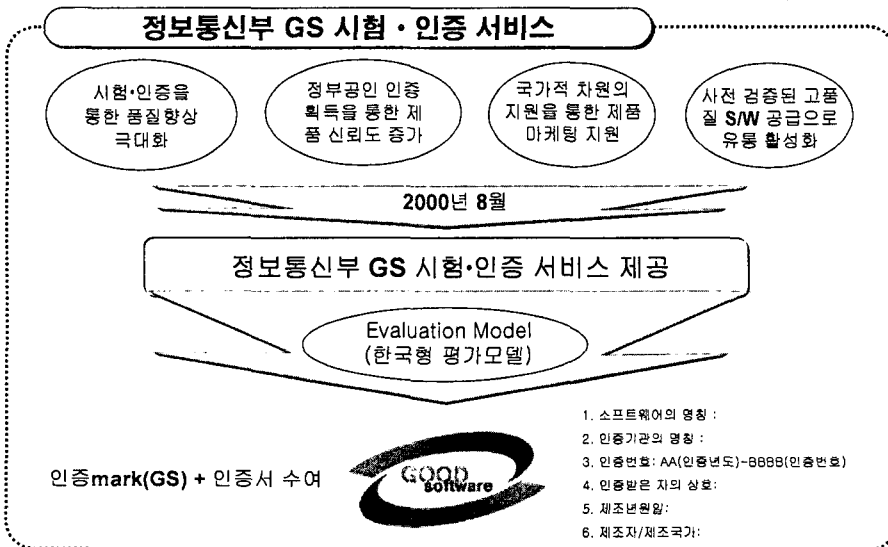 정보통신부 GS 시험・인증 서비스
시험•인증을
통한 품질향상
극대화
정부공인 인증
획득을 통한 제
품 신뢰도 증가
국가적 차원의
지원을 통한 제품
마케팅 지원
사전 검증된 고품
질 S/W 공급으로
유통 활성화
2000년 8월
정보통신부 GS 시험•인증 서비스 제공
Evaluation Model
(한국형 평가모델)
인증mark(GS) + 인증서 수여
GOOD
software
1. 소프트웨어의 명칭 :
2. 인증기관의 명칭 :
3. 인증번호: AA(인증년도)-BBBB(인증번호)
4. 인증받은 자의 상호:
5. 제조년원일:
6. 제조자/제조국가: